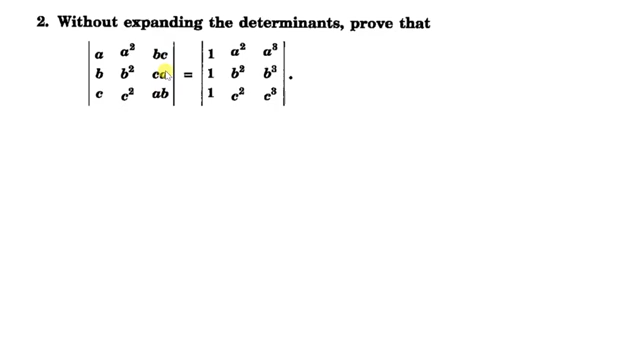 2. Without expanding the determinants, prove that
| a a² bc | | 1 a² a³ |
| b b² ca | = | 1 b² b³ | .
| c c² ab | | 1 c² c³ |